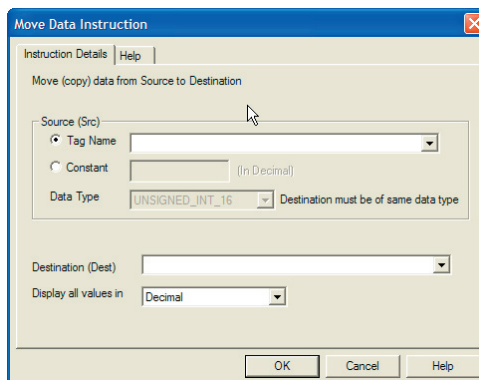 Move Data Instruction
Instruction Details Help
Move (copy) data from Source to Destination
Source (Src)
Tag Name
Constant (In Decimal)
Data Type UNSIGNED_INT_16 Destination must be of same data type
Destination (Dest)
Display all values in Decimal
OK Cancel Help